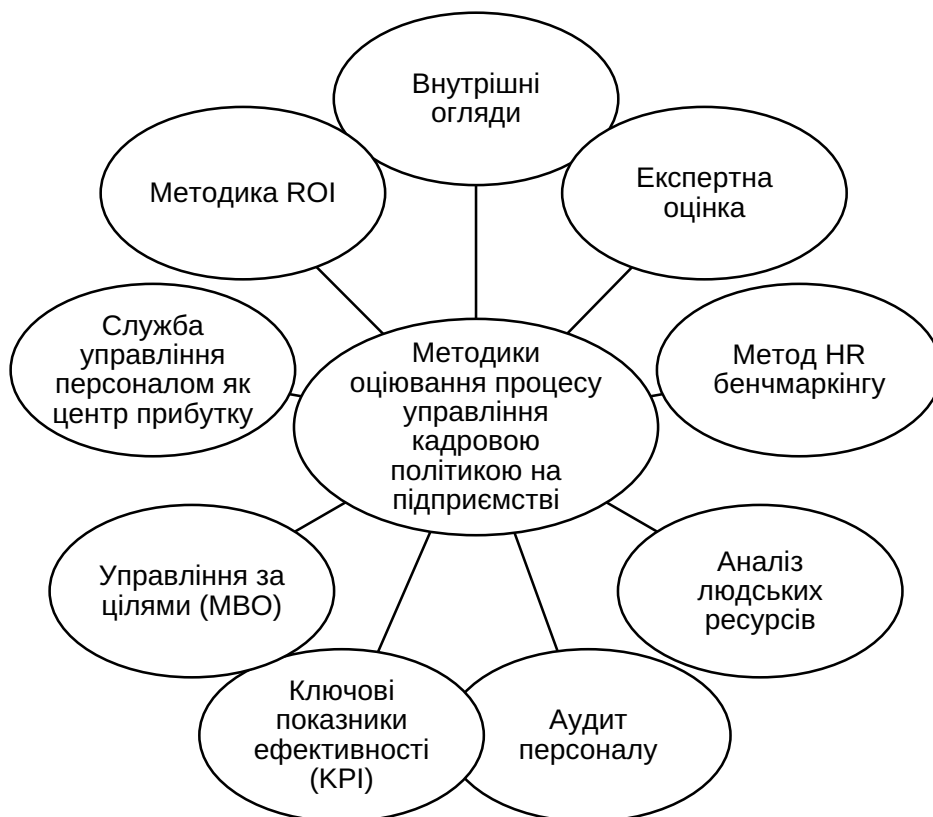 Внутрішні
огляди
Експертна
оцінка
Методика ROI
Метод HR
бенчмаркінгу
Служба
управління
персоналом як
центр прибутку
Методики
оціювання процесу
управління
кадровою
політикою на
підприємстві
Аналіз
людських
ресурсів
Управління за
цілями (МВО)
Ключові
показники
ефективності
(KPI)
Аудит
персоналу